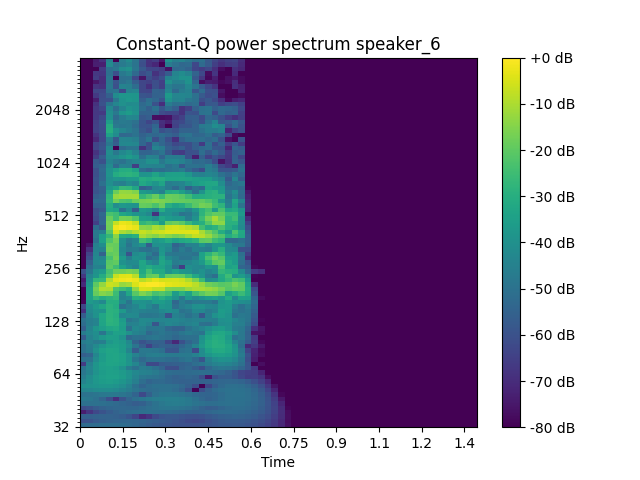 Constant-Q power spectrum speaker_6
Hz
2048
1024
512
256
128
64
32
0 0.15 0.3 0.45 0.6 0.75 0.9 1.1 1.2 1.4
Time
+0 dB
-10 dB
-20 dB
-30 dB
-40 dB
-50 dB
-60 dB
-70 dB
-80 dB